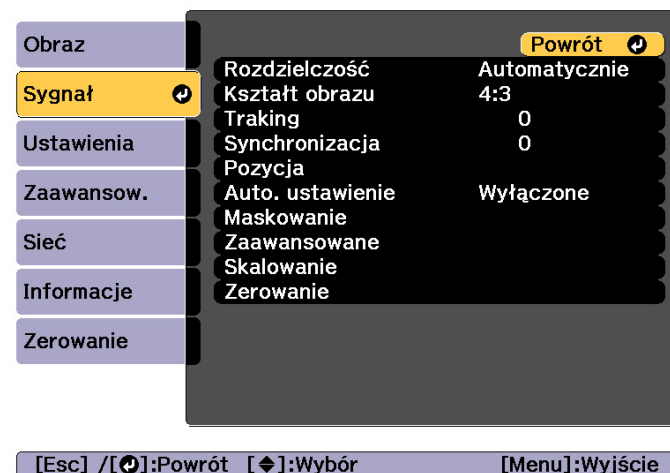 Obraz
Sygnał
Ustawienia
Zaawansow.
Sieć
Informacje
Zerowanie
Powrót
Rozdzielczość Automatycznie
Kształt obrazu 4:3
Traking 0
Synchronizacja 0
Pozycja
Auto. ustawienie Wyłączone
Maskowanie
Zaawansowane
Skalowanie
Zerowanie
[Esc] /[⏎]:Powrót [◆]:Wybór [Menu]:Wyjście